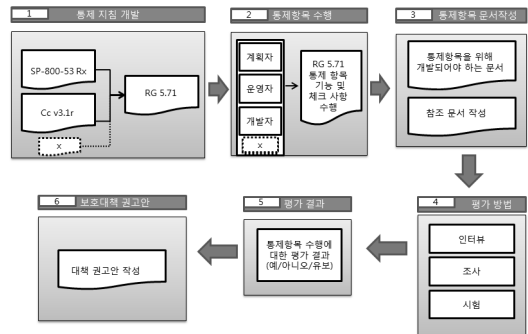 1 통제 지침 개발
SP-800-53 Rx
Cc v3.1r
x
RG 5.71
2 통제항목 수행
계획자
운영자
개발자
x
RG 5.71
통제 항목
기능 및
체크 사항
수행
3 통제항목 문서작성
통제항목을 위해
개발되어야 하는 문서
참조 문서 작성
4 평가 방법
인터뷰
조사
시험
5 평가 결과
통제항목 수행에
대한 평가 결과
(예/아니오/유보)
6 보호대책 권고안
대책 권고안 작성